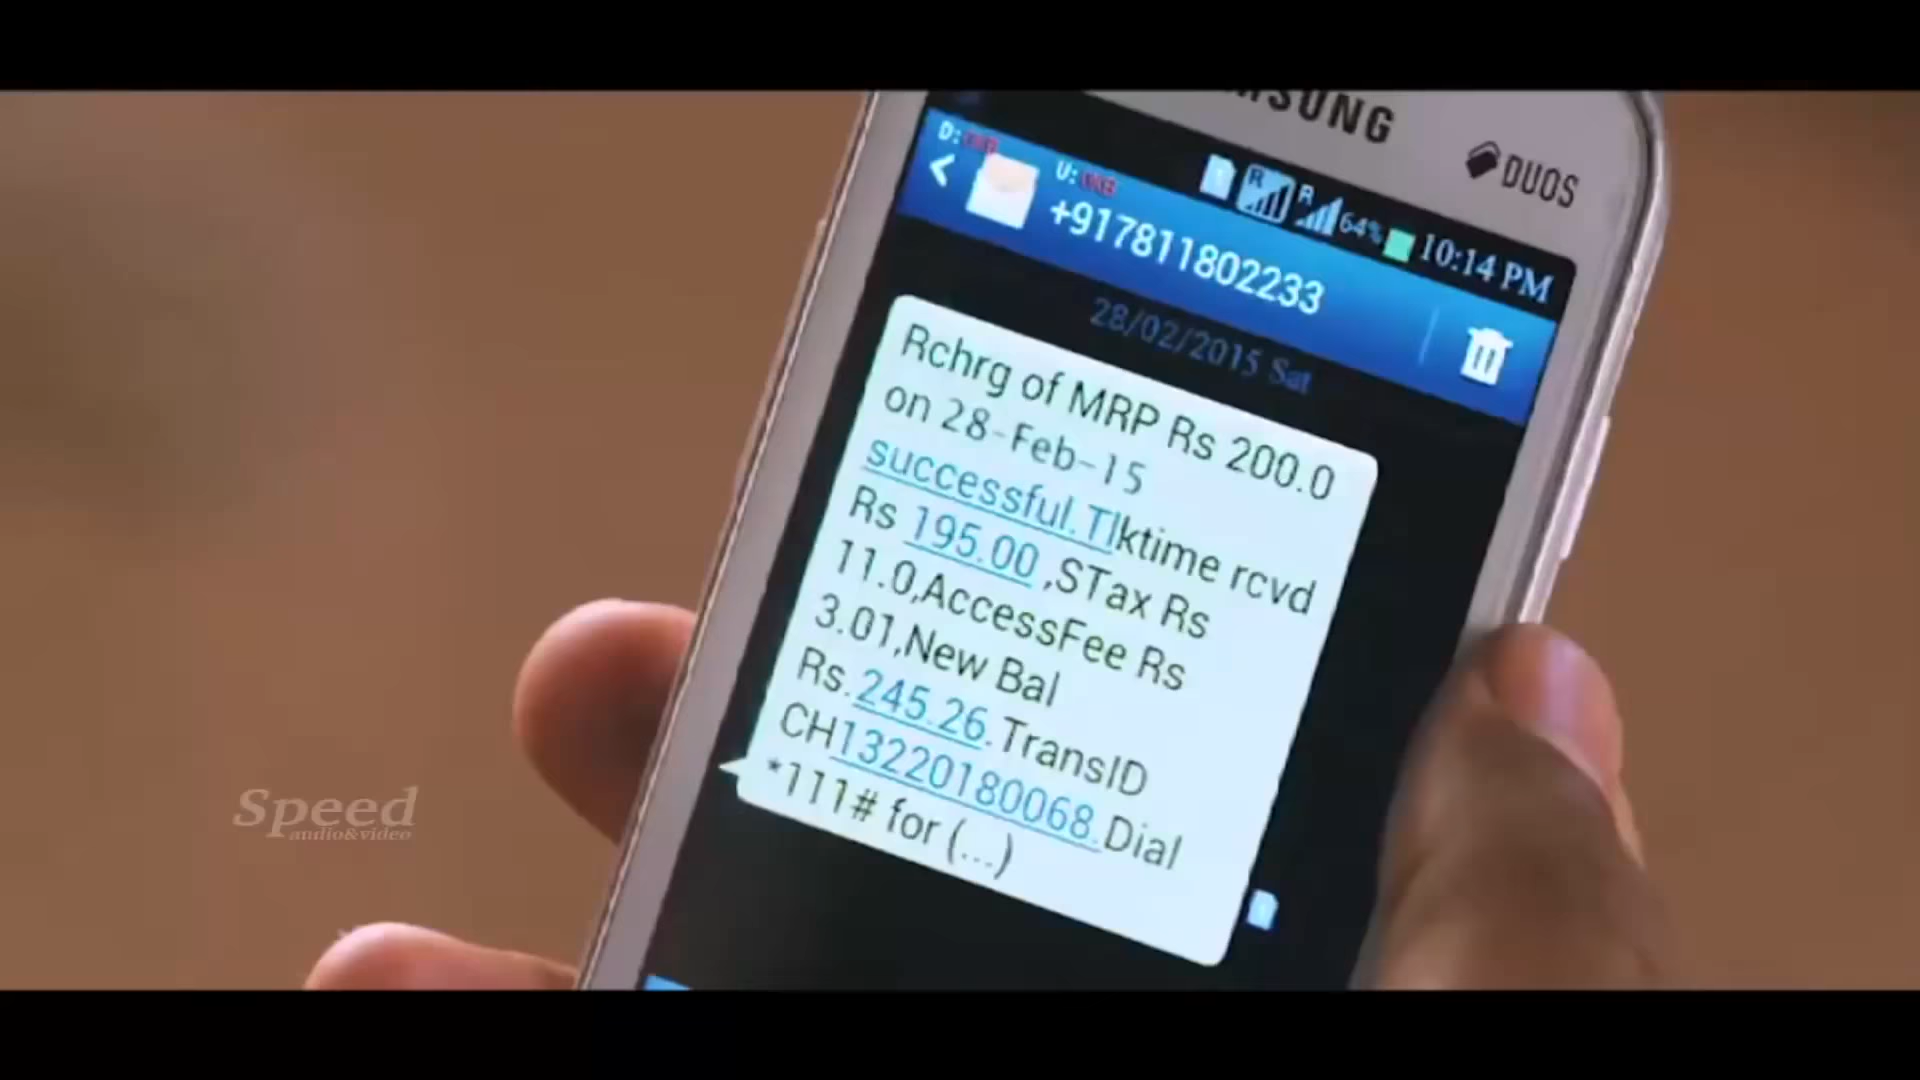 SAMSUNG
DUOS
D:
U:
R
R
64%
10:14 PM
+917811802233
28/02/2015 Sat
Rchrg of MRP Rs 200.0
on 28-Feb-15
successful.Tlktime rcvd
Rs 195.00 ,STax Rs
11.0,AccessFee Rs
3.01,New Bal
Rs.245.26.TransID
CH13220180068.Dial
*111# for (...)
Speed
audio&video